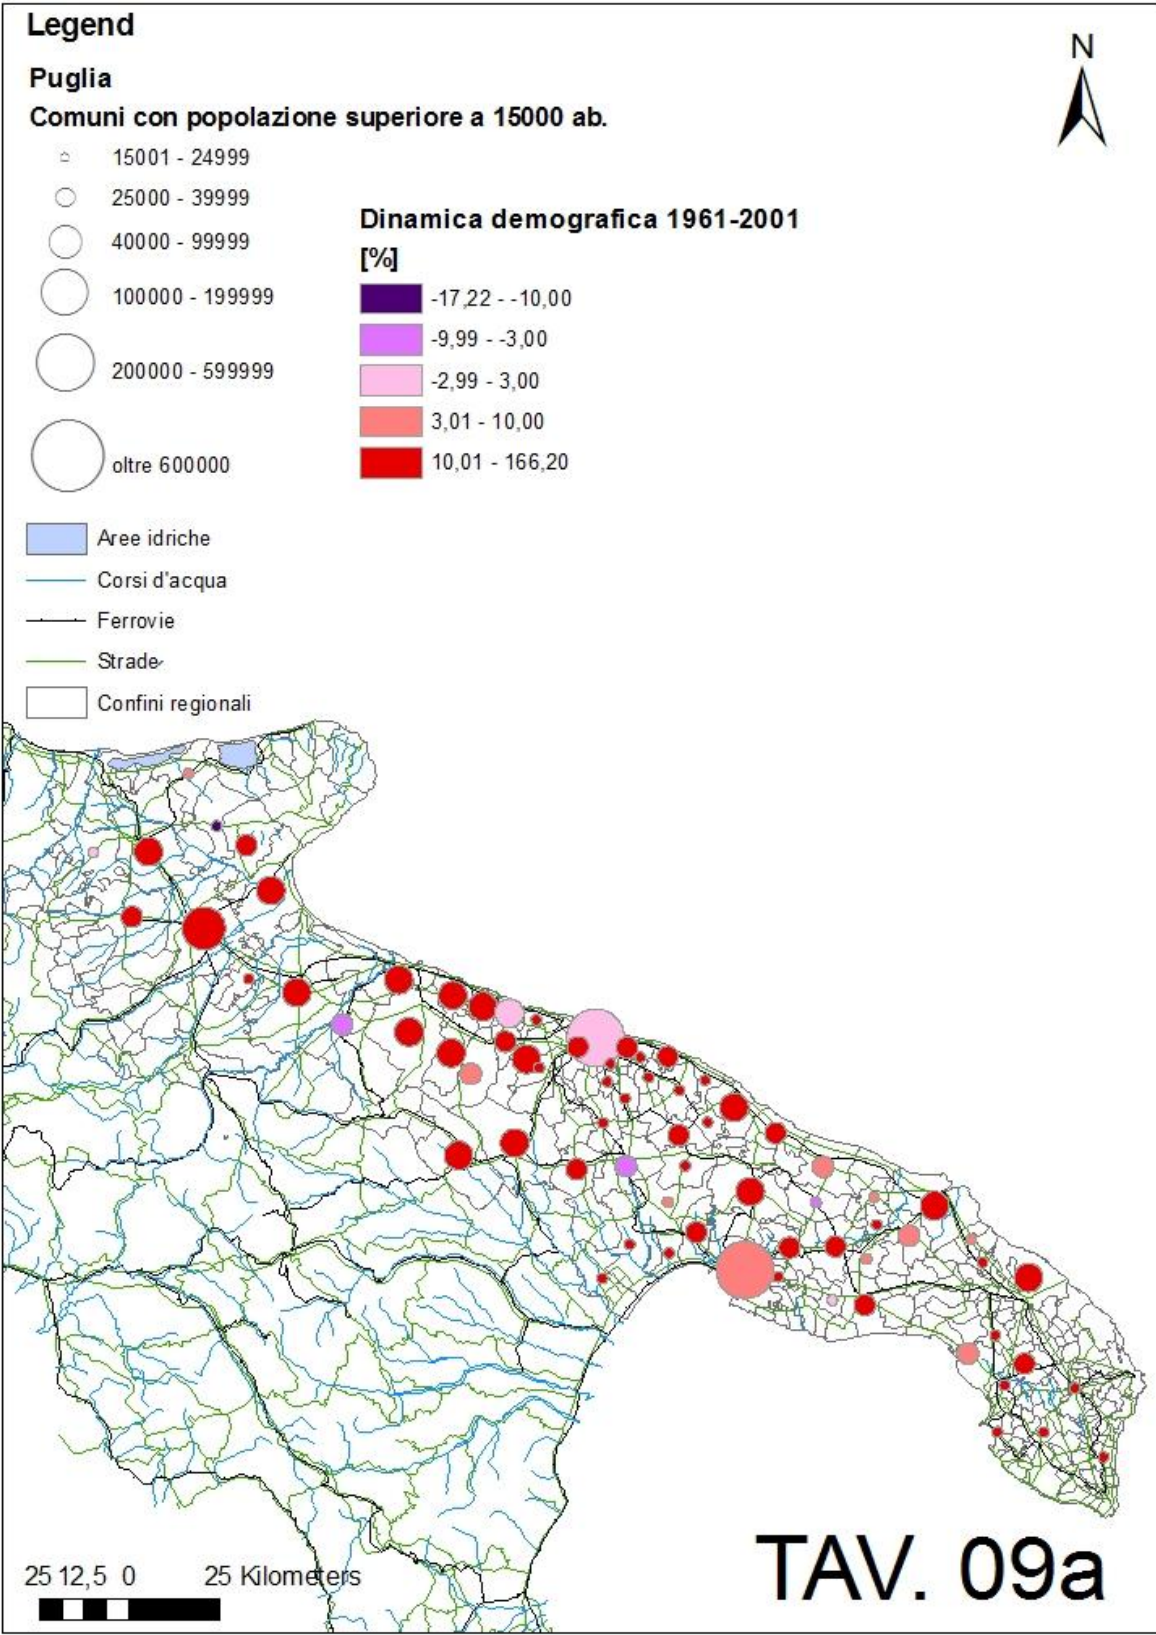 Legend
N
Puglia
Comuni con popolazione superiore a 15000 ab.
15001 - 24999
25000 - 39999
40000 - 99999
100000 - 199999
200000 - 599999
oltre 600000
Dinamica demografica 1961-2001
[%]
-17,22 - -10,00
-9,99 - -3,00
-2,99 - 3,00
3,01 - 10,00
10,01 - 166,20
Aree idriche
Corsi d'acqua
Ferrovie
Strade
Confini regionali
25 12,5 0 25 Kilometers
TAV. 09a